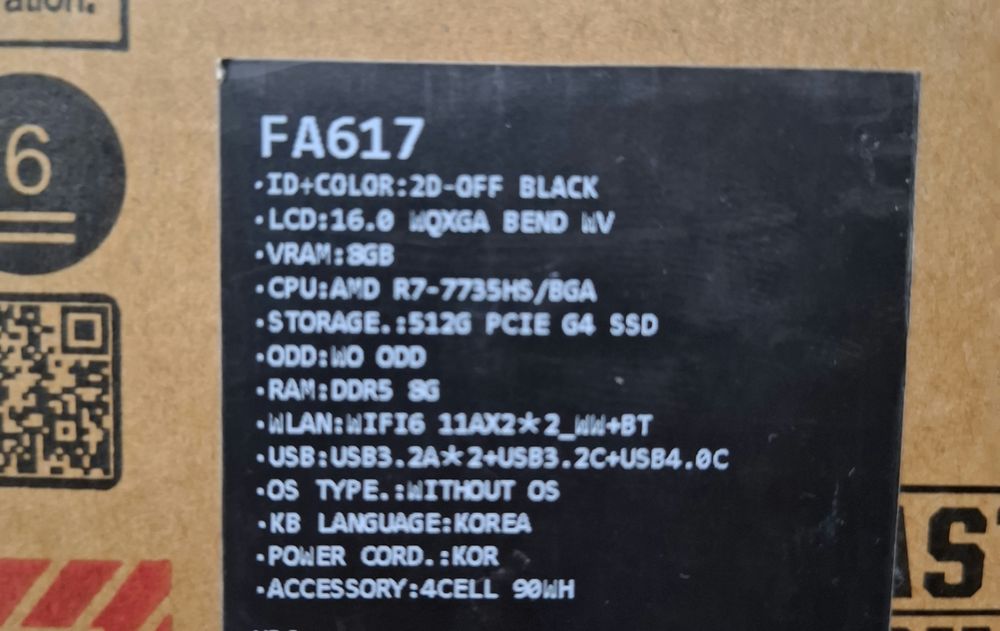 ation.
6
FA617
·ID+COLOR:2D-OFF BLACK
·LCD:16.0 WQXGA BEND WV
·VRAM:8GB
·CPU:AMD R7-7735HS/BGA
·STORAGE.:512G PCIE G4 SSD
·ODD:WO ODD
·RAM:DDR5 8G
·WLAN:WIFI6 11AX2*2_WW+BT
·USB:USB3.2A*2+USB3.2C+USB4.0C
·OS TYPE.:WITHOUT OS
·KB LANGUAGE:KOREA
·POWER CORD.:KOR
·ACCESSORY:4CELL 90WH
AS